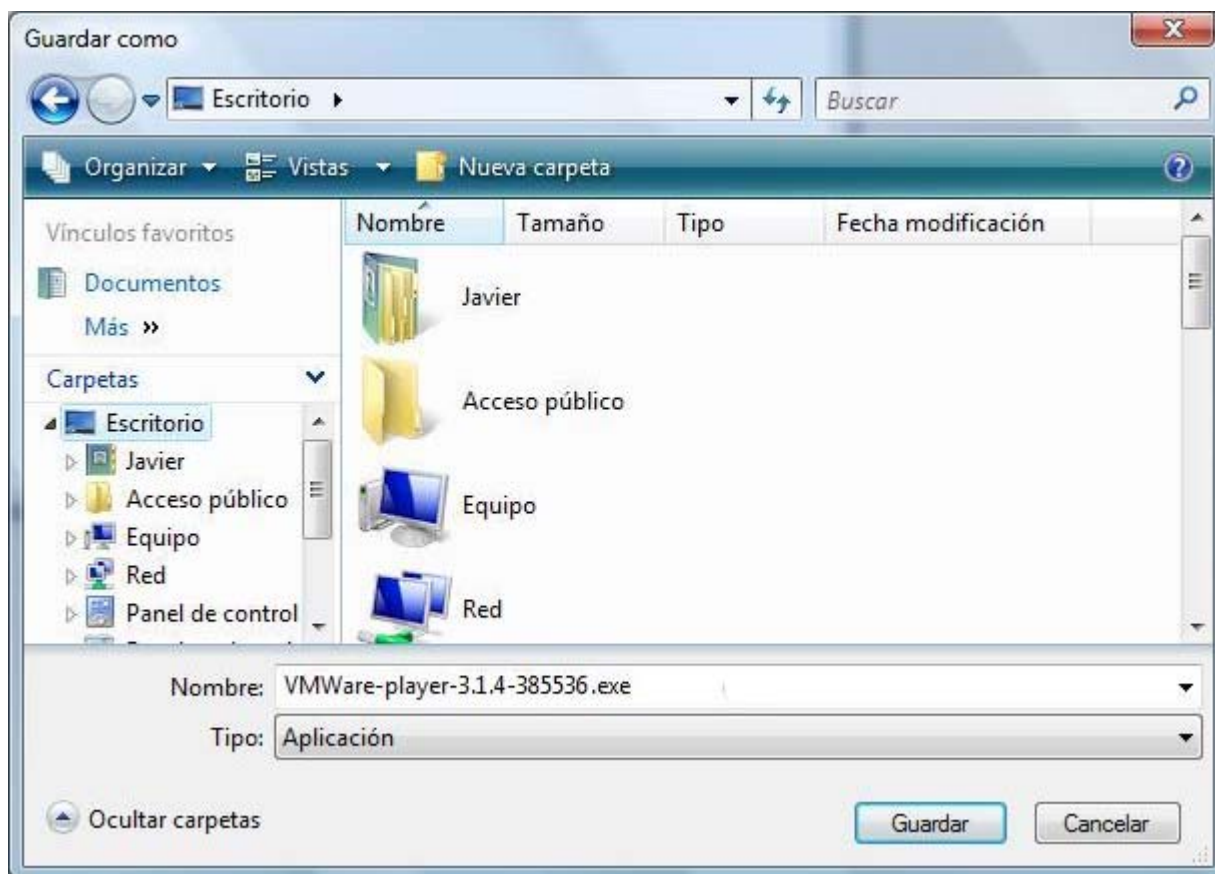 Guardar como
Escritorio
Buscar
Organizar Vistas Nueva carpeta
Vínculos favoritos
Documentos
Más »
Carpetas
Escritorio
Javier
Acceso público
Equipo
Red
Panel de control
Nombre Tamaño Tipo Fecha modificación
Javier
Acceso público
Equipo
Red
Nombre: VMWare-player-3.1.4-385536.exe
Tipo: Aplicación
Ocultar carpetas
Guardar Cancelar